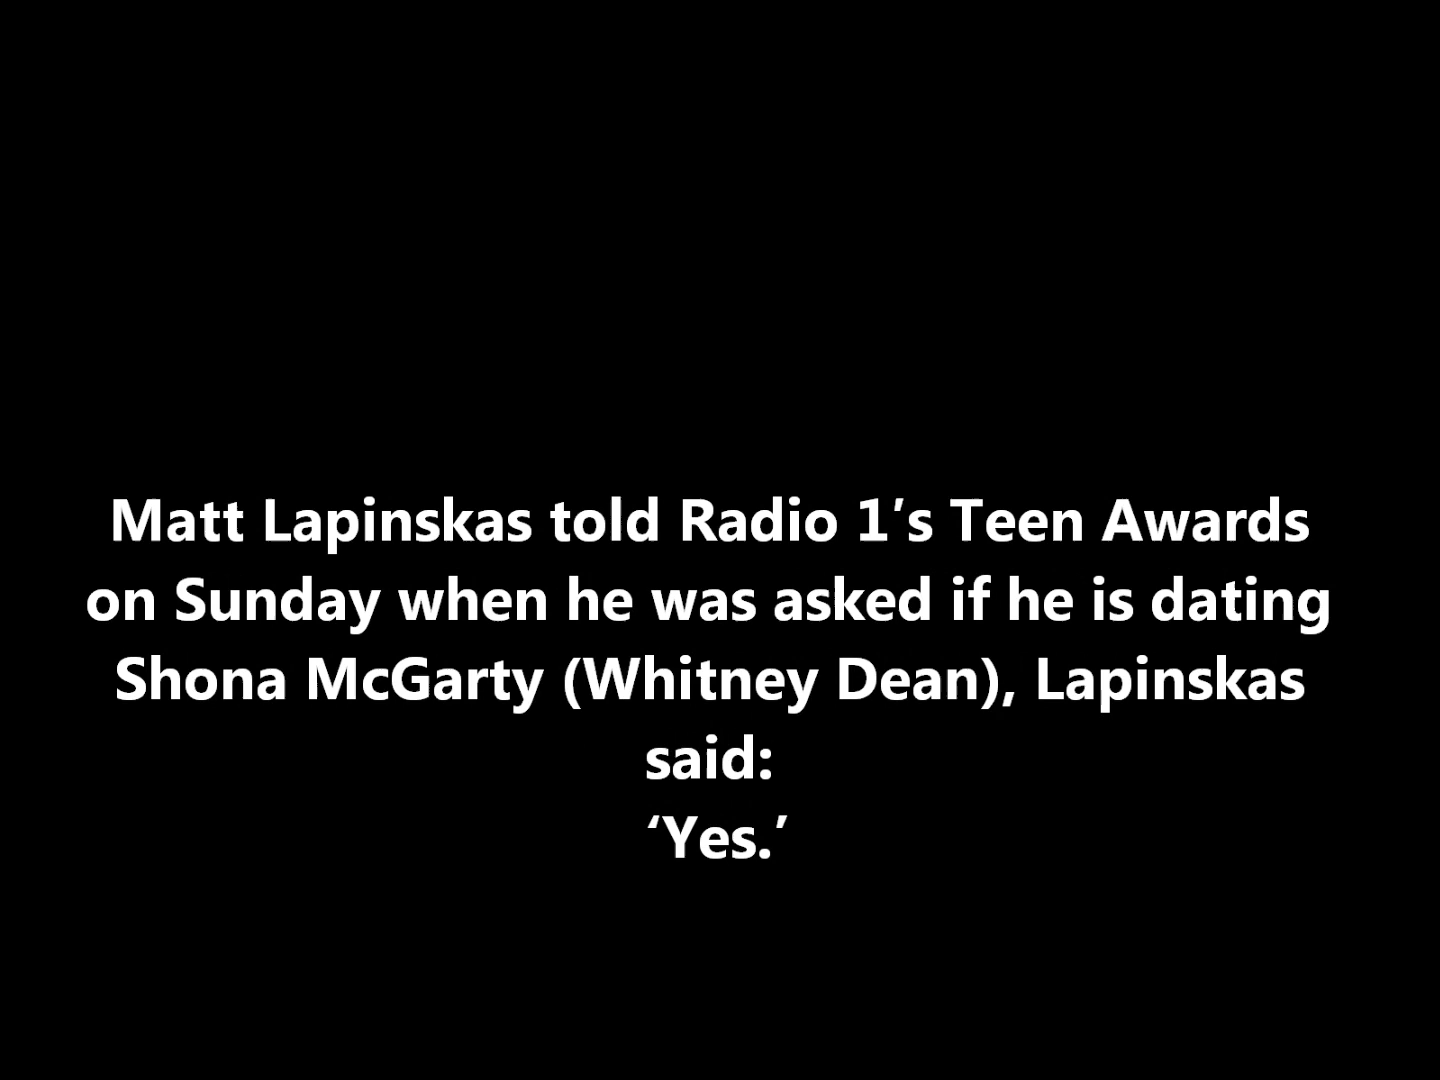 Matt Lapinskas told Radio 1′s Teen Awards
on Sunday when he was asked if he is dating
Shona McGarty (Whitney Dean), Lapinskas
said:
‘Yes.’